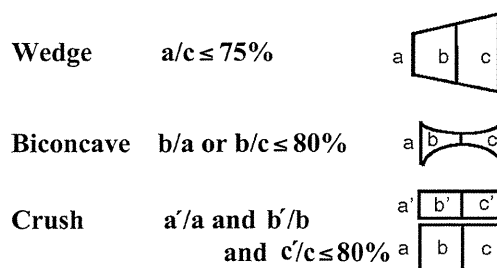 Wedge a/c ≤ 75% a b c
Biconcave b/a or b/c ≤ 80% a b c
a' b' c'
Crush a´/a and b´/b
and c´/c ≤ 80% a b c